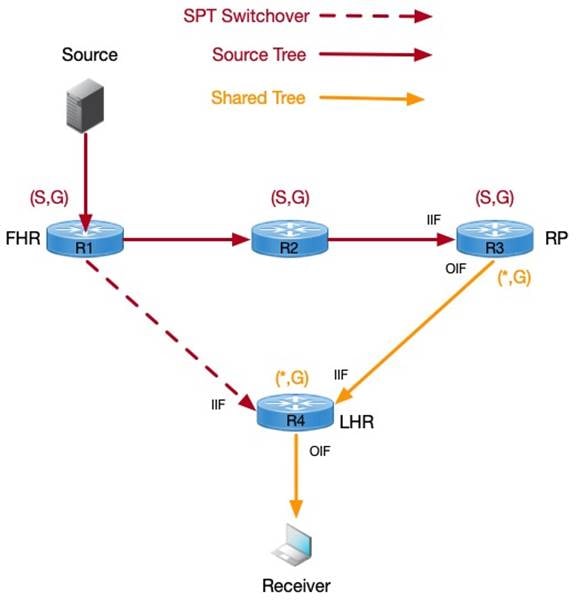 SPT Switchover
Source
Source Tree
Shared Tree
(S,G)
(S,G)
(S,G)
FHR
R1
R2
IIF
R3
RP
OIF
(*,G)
(*,G)
IIF
IIF
R4
LHR
OIF
Receiver